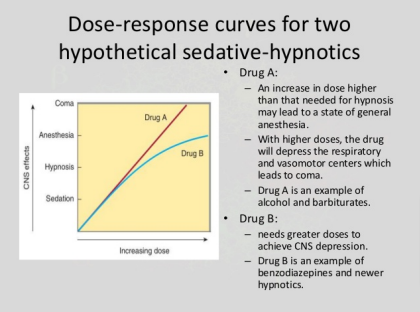 Dose-response curves for two
hypothetical sedative-hypnotics
Coma
Anesthesia
Hypnosis
Sedation
CNS effects
Drug A
Drug B
Increasing dose
• Drug A:
– An increase in dose higher
than that needed for hypnosis
may lead to a state of general
anesthesia.
– With higher doses, the drug
will depress the respiratory
and vasomotor centers which
leads to coma.
– Drug A is an example of
alcohol and barbiturates.
• Drug B:
– needs greater doses to
achieve CNS depression.
– Drug B is an example of
benzodiazepines and newer
hypnotics.